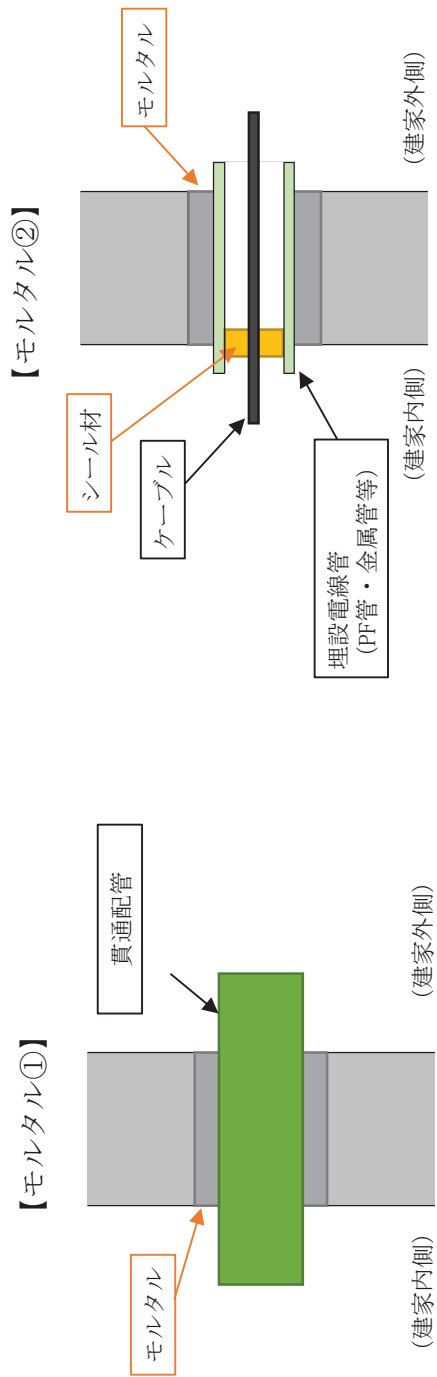 【モルタル①】
貫通配管
モルタル
(建家内側)
(建家外側)
【モルタル②】
モルタル
シール材
ケーブル
埋設電線管
(PF管・金属管等)
(建家内側)
(建家外側)